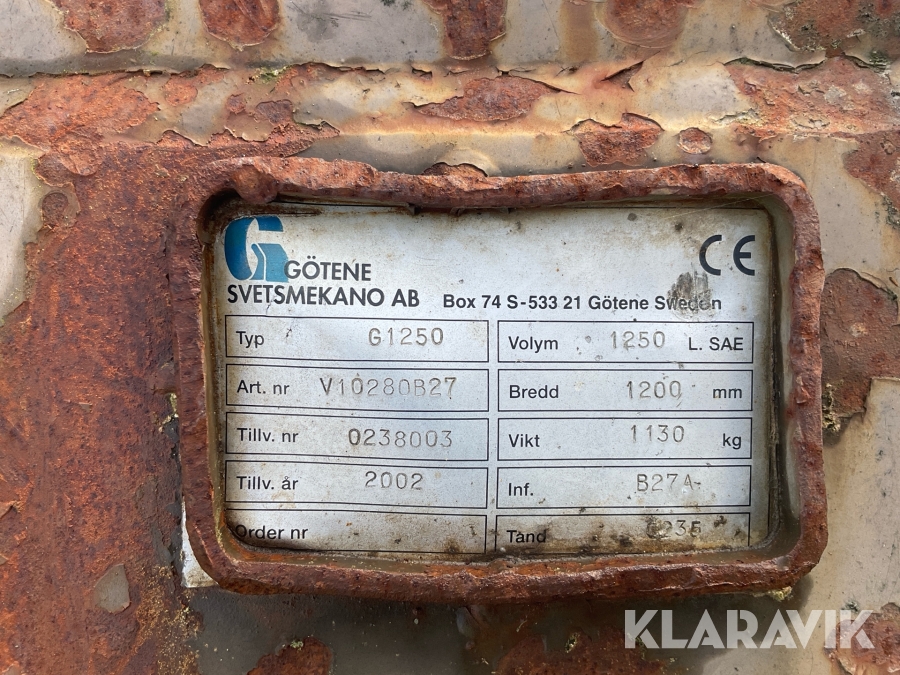 GÖTENE
SVETSMEKANO AB Box 74 S-533 21 Götene Sweden
CE
Typ G1250 Volym 1250 L. SAE
Art. nr V10280B27 Bredd 1200 mm
Tillv. nr 0238003 Vikt 1130 kg
Tillv. år 2002 Inf. B27A
Order nr Tand
KLARAVIK